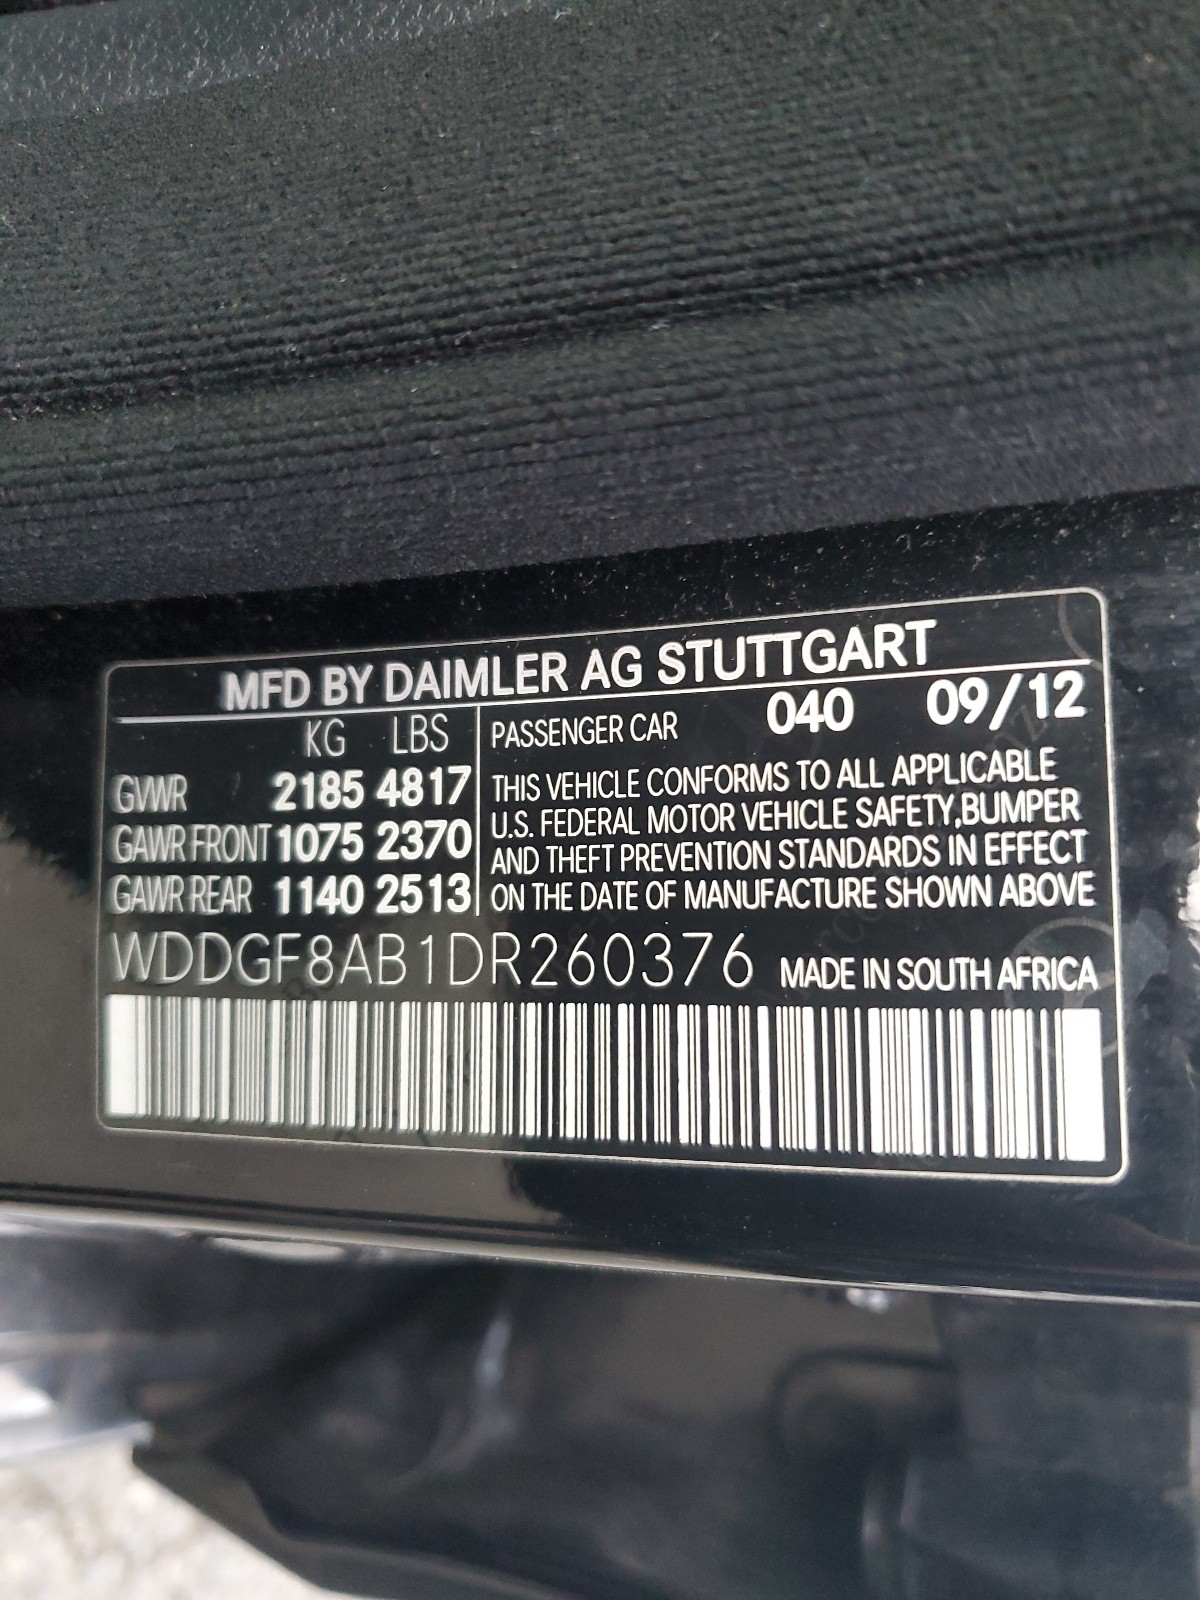 MFD BY DAIMLER AG STUTTGART
KG LBS
GVWR 2185 4817
GAWR FRONT 1075 2370
GAWR REAR 1140 2513
PASSENGER CAR 040 09/12
THIS VEHICLE CONFORMS TO ALL APPLICABLE
U.S. FEDERAL MOTOR VEHICLE SAFETY,BUMPER
AND THEFT PREVENTION STANDARDS IN EFFECT
ON THE DATE OF MANUFACTURE SHOWN ABOVE
WDDGF8AB1DR260376 MADE IN SOUTH AFRICA